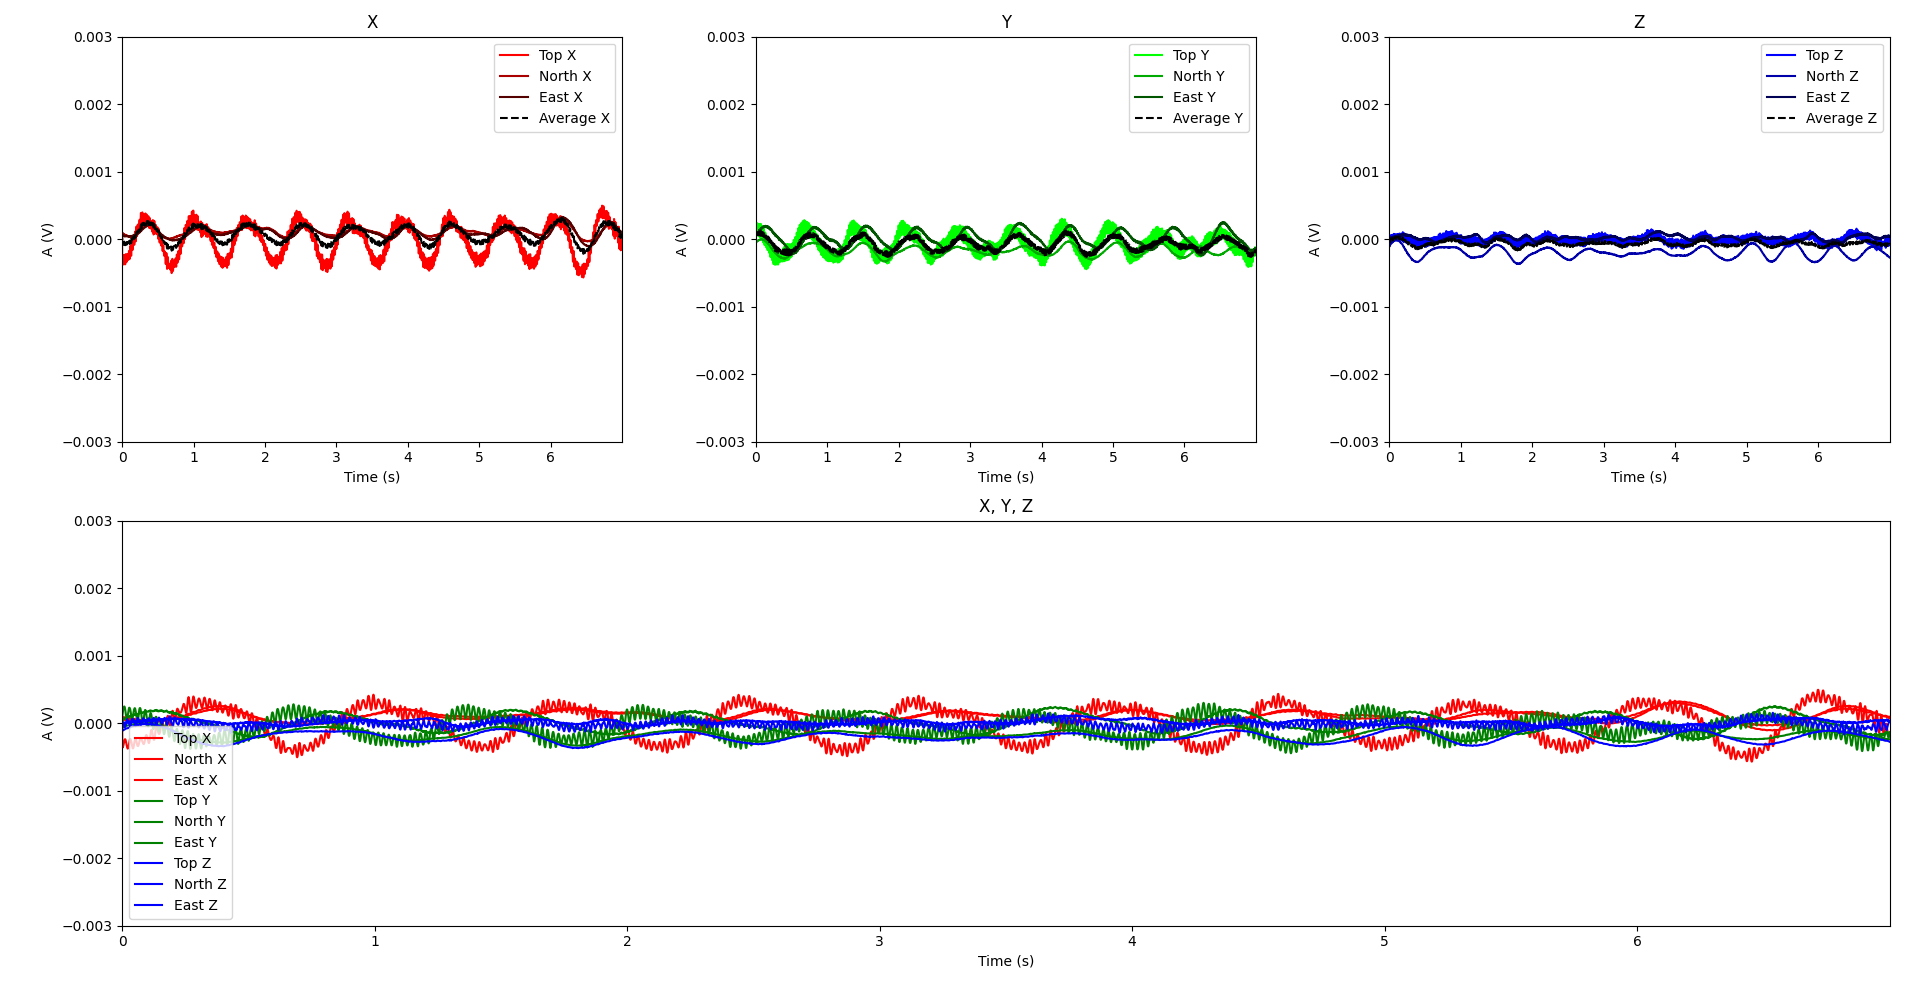 X
0.003
0.002
0.001
0.000
−0.001
−0.002
−0.003
A (V)
0 1 2 3 4 5 6
Time (s)
Top X
North X
East X
Average X
Y
0.003
0.002
0.001
0.000
−0.001
−0.002
−0.003
A (V)
0 1 2 3 4 5 6
Time (s)
Top Y
North Y
East Y
Average Y
Z
0.003
0.002
0.001
0.000
−0.001
−0.002
−0.003
A (V)
0 1 2 3 4 5 6
Time (s)
Top Z
North Z
East Z
Average Z
X, Y, Z
0.003
0.002
0.001
0.000
−0.001
−0.002
−0.003
A (V)
0 1 2 3 4 5 6
Time (s)
Top X
North X
East X
Top Y
North Y
East Y
Top Z
North Z
East Z